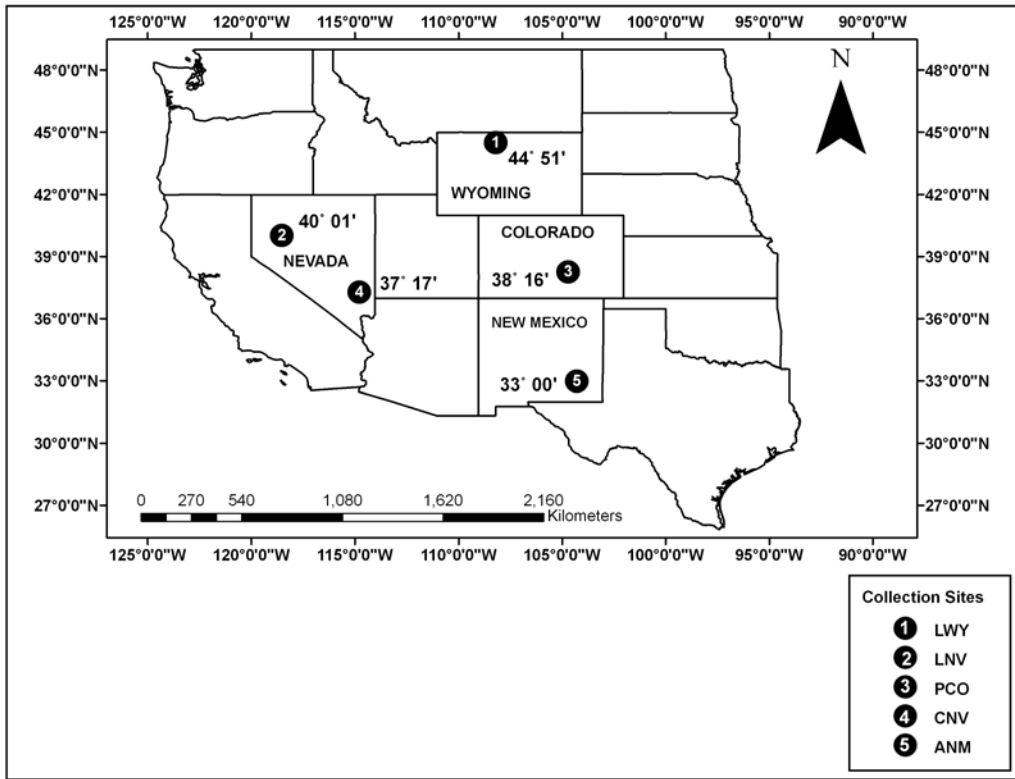 125°0'0"W 120°0'0"W 115°0'0"W 110°0'0"W 105°0'0"W 100°0'0"W 95°0'0"W 90°0'0"W
N
48°0'0"N 48°0'0"N
45°0'0"N 45°0'0"N
1
44° 51'
WYOMING
42°0'0"N 42°0'0"N
40° 01'
2
NEVADA
COLORADO
39°0'0"N 39°0'0"N
4
37° 17'
38° 16'
3
36°0'0"N 36°0'0"N
NEW MEXICO
33°0'0"N 33°0'0"N
33° 00'
5
30°0'0"N 30°0'0"N
27°0'0"N 27°0'0"N
0 270 540 1,080 1,620 2,160
Kilometers
125°0'0"W 120°0'0"W 115°0'0"W 110°0'0"W 105°0'0"W 100°0'0"W 95°0'0"W 90°0'0"W
Collection Sites
1 LWY
2 LNV
3 PCO
4 CNV
5 ANM